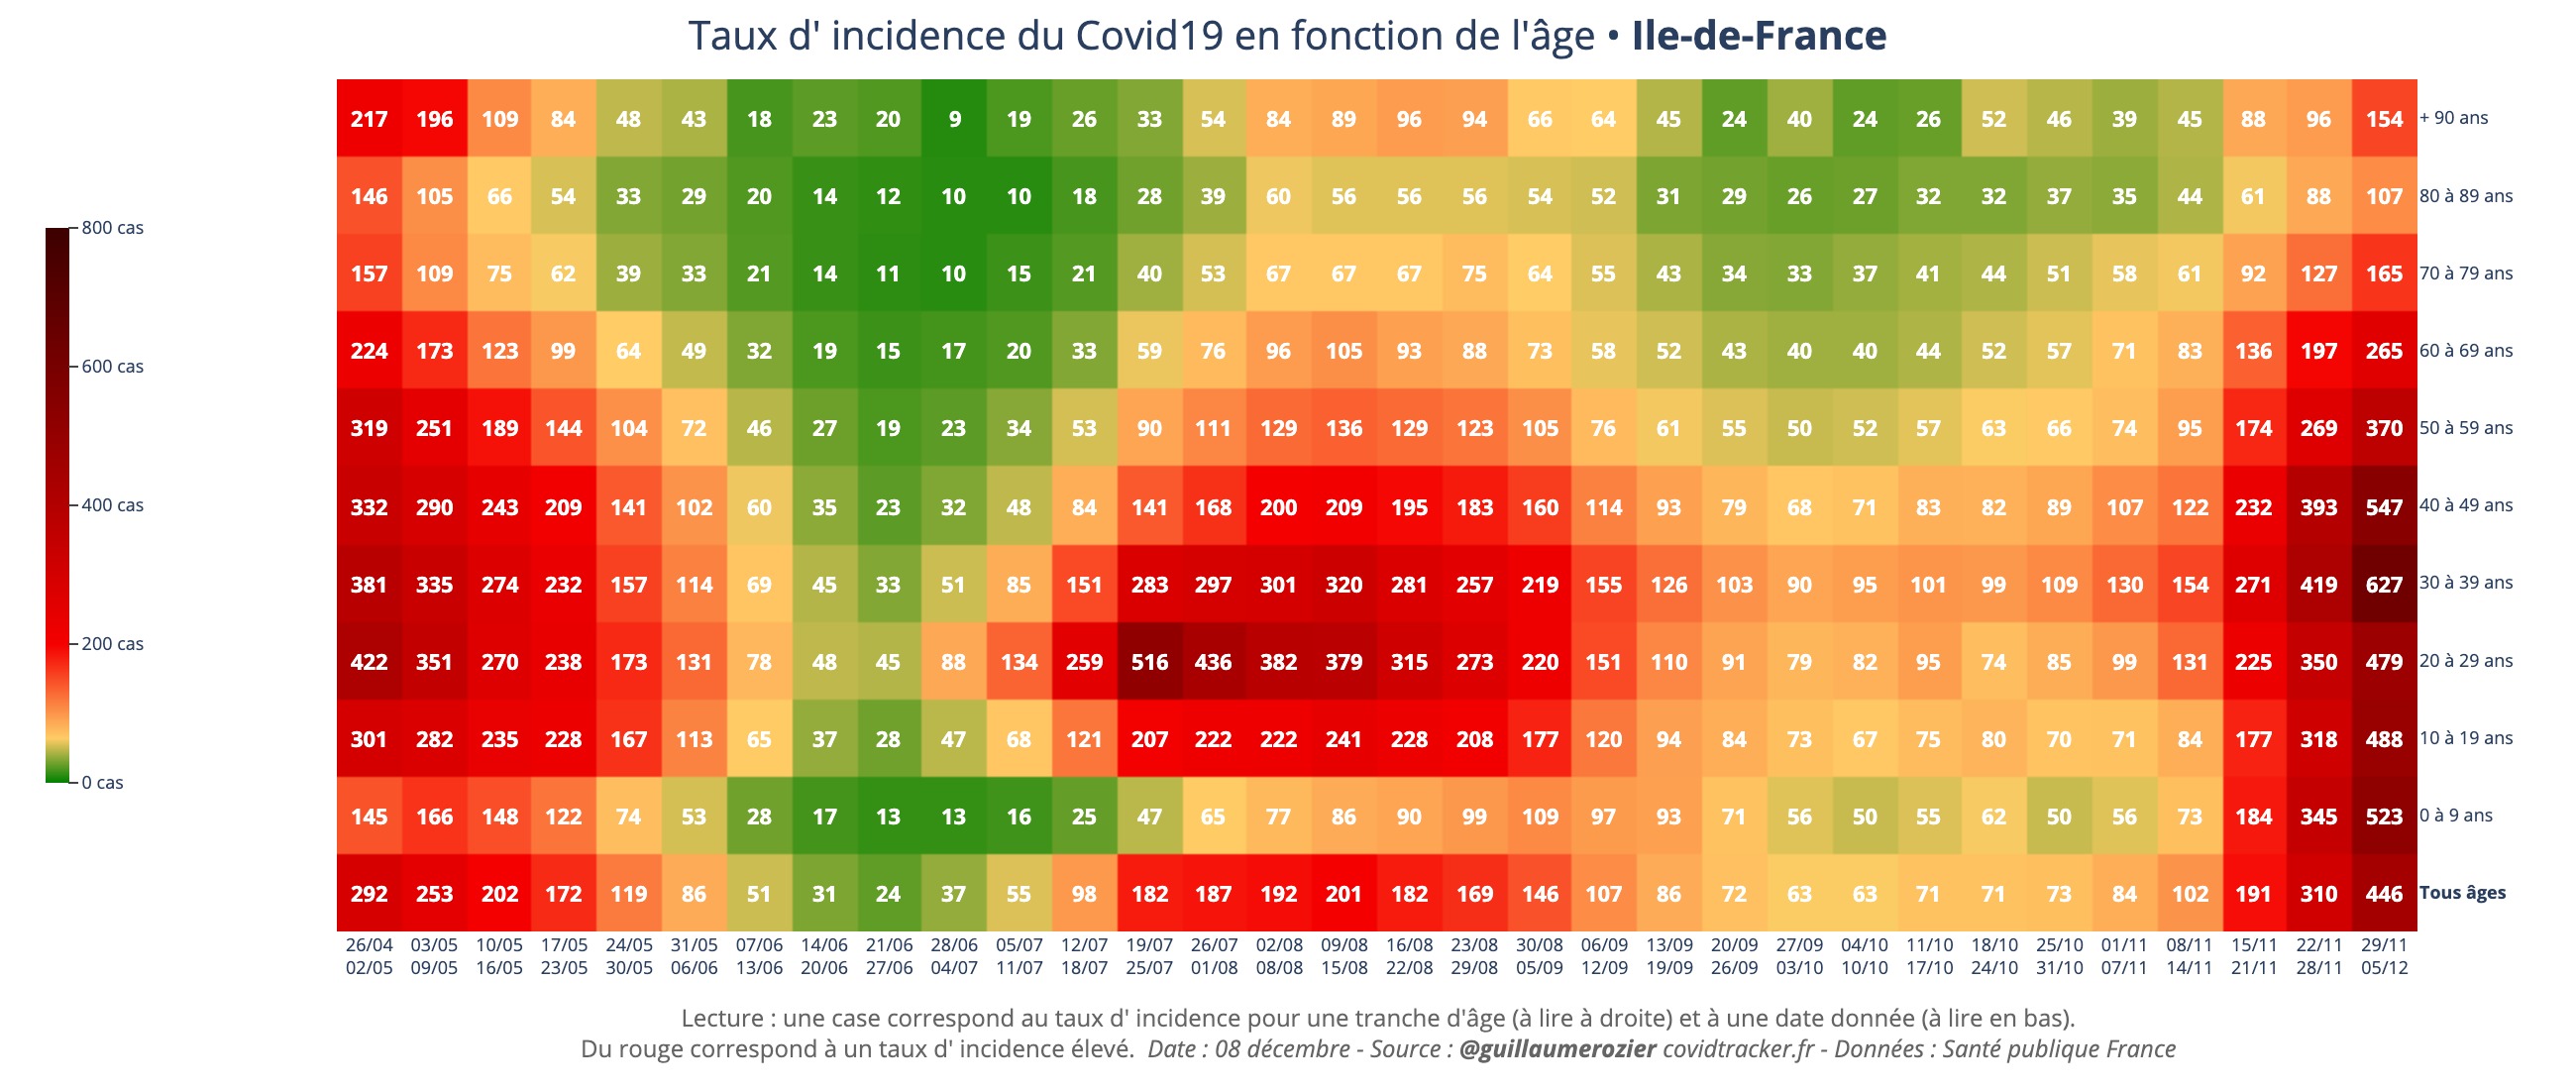 Taux d' incidence du Covid19 en fonction de l'âge • Ile-de-France
217 196 109 84 48 43 18 23 20 9 19 26 33 54 84 89 96 94 66 64 45 24 40 24 26 52 46 39 45 88 96 154 + 90 ans
146 105 66 54 33 29 20 14 12 10 10 18 28 39 60 56 56 56 54 52 31 29 26 27 32 32 37 35 44 61 88 107 80 à 89 ans
800 cas
157 109 75 62 39 33 21 14 11 10 15 21 40 53 67 67 67 75 64 55 43 34 33 37 41 44 51 58 61 92 127 165 70 à 79 ans
224 173 123 99 64 49 32 19 15 17 20 33 59 76 96 105 93 88 73 58 52 43 40 40 44 52 57 71 83 136 197 265 60 à 69 ans
600 cas
319 251 189 144 104 72 46 27 19 23 34 53 90 111 129 136 129 123 105 76 61 55 50 52 57 63 66 74 95 174 269 370 50 à 59 ans
400 cas
332 290 243 209 141 102 60 35 23 32 48 84 141 168 200 209 195 183 160 114 93 79 68 71 83 82 89 107 122 232 393 547 40 à 49 ans
381 335 274 232 157 114 69 45 33 51 85 151 283 297 301 320 281 257 219 155 126 103 90 95 101 99 109 130 154 271 419 627 30 à 39 ans
200 cas
422 351 270 238 173 131 78 48 45 88 134 259 516 436 382 379 315 273 220 151 110 91 79 82 95 74 85 99 131 225 350 479 20 à 29 ans
301 282 235 228 167 113 65 37 28 47 68 121 207 222 222 241 228 208 177 120 94 84 73 67 75 80 70 71 84 177 318 488 10 à 19 ans
0 cas
145 166 148 122 74 53 28 17 13 13 16 25 47 65 77 86 90 99 109 97 93 71 56 50 55 62 50 56 73 184 345 523 0 à 9 ans
292 253 202 172 119 86 51 31 24 37 55 98 182 187 192 201 182 169 146 107 86 72 63 63 71 71 73 84 102 191 310 446 Tous âges
26/04 03/05 10/05 17/05 24/05 31/05 07/06 14/06 21/06 28/06 05/07 12/07 19/07 26/07 02/08 09/08 16/08 23/08 30/08 06/09 13/09 20/09 27/09 04/10 11/10 18/10 25/10 01/11 08/11 15/11 22/11 29/11
02/05 09/05 16/05 23/05 30/05 06/06 13/06 20/06 27/06 04/07 11/07 18/07 25/07 01/08 08/08 15/08 22/08 29/08 05/09 12/09 19/09 26/09 03/10 10/10 17/10 24/10 31/10 07/11 14/11 21/11 28/11 05/12
Lecture : une case correspond au taux d' incidence pour une tranche d'âge (à lire à droite) et à une date donnée (à lire en bas).
Du rouge correspond à un taux d' incidence élevé. Date : 08 décembre - Source : @guillaumerozier covidtracker.fr - Données : Santé publique France